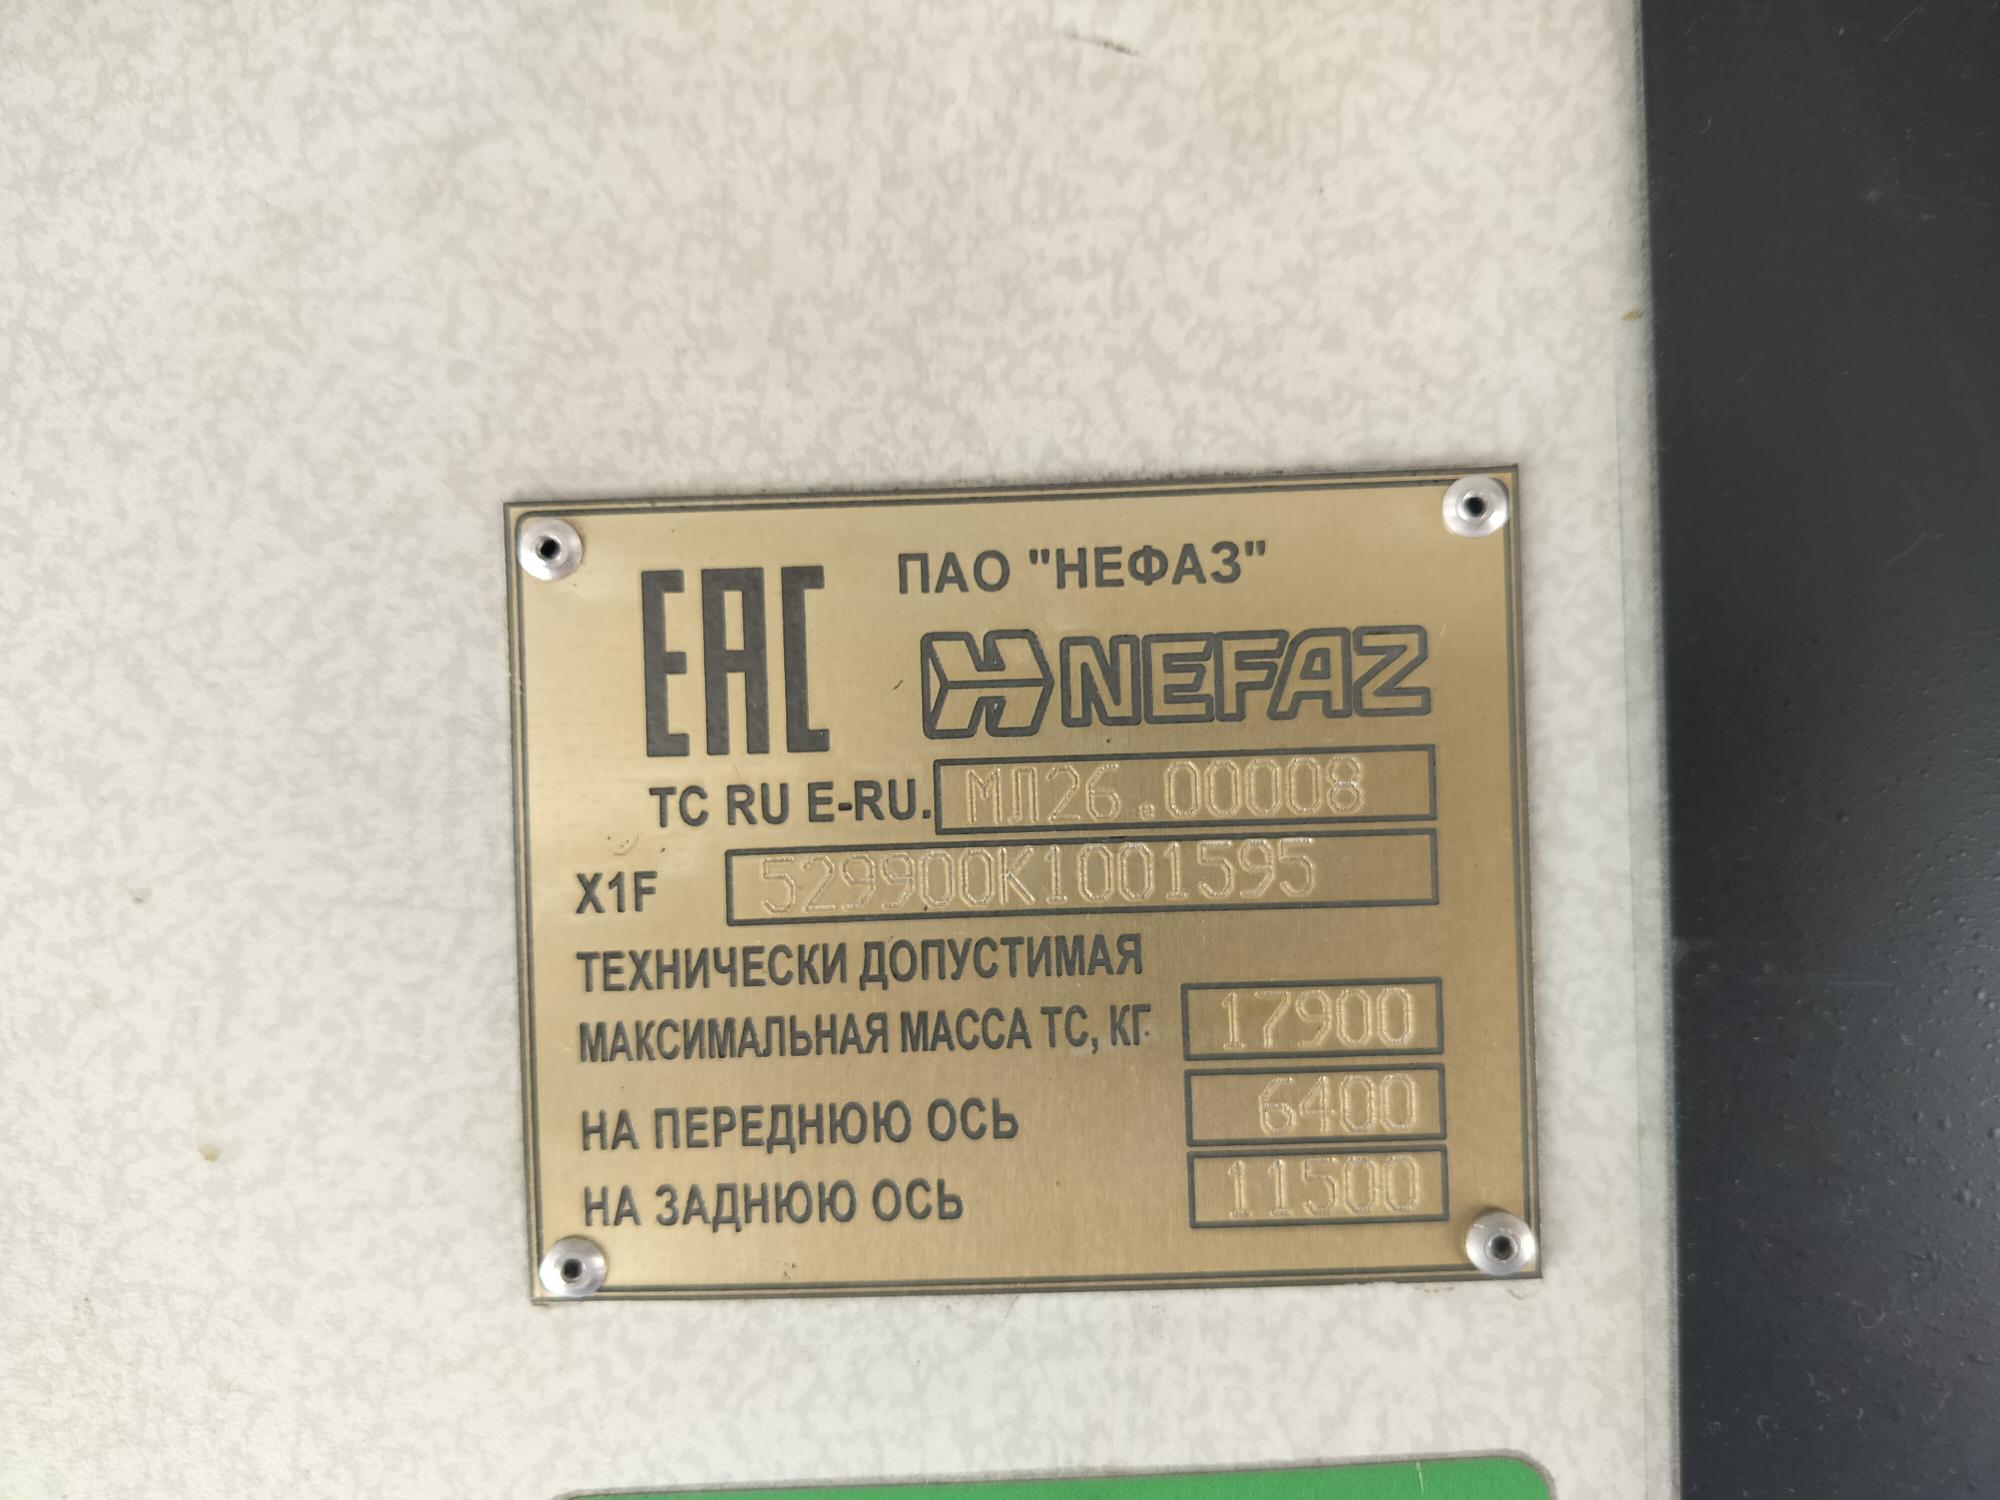 EAC
ПАО "НЕФАЗ"
NEFAZ
ТС RU E-RU. МЛ26.00008
X1F 529900K1001595
ТЕХНИЧЕСКИ ДОПУСТИМАЯ
МАКСИМАЛЬНАЯ МАССА ТС, КГ 17900
НА ПЕРЕДНЮЮ ОСЬ 6400
НА ЗАДНЮЮ ОСЬ 11500